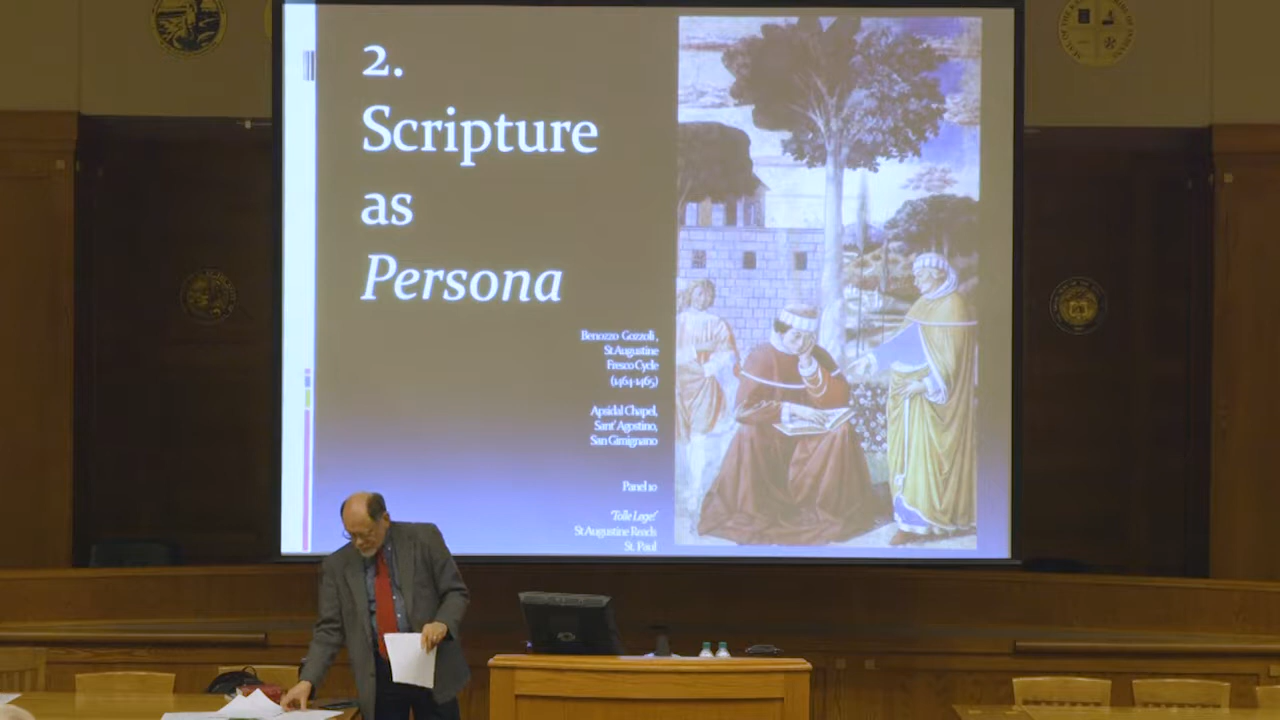 2.
Scripture
as
Persona
Benozzo Gozzoli ,
St Augustine
Fresco Cycle
(1464-1465)
Apsidal Chapel,
Sant' Agostino,
San Gimignano
Panel 10
'Tolle Lege!'
St Augustine Reads
St. Paul